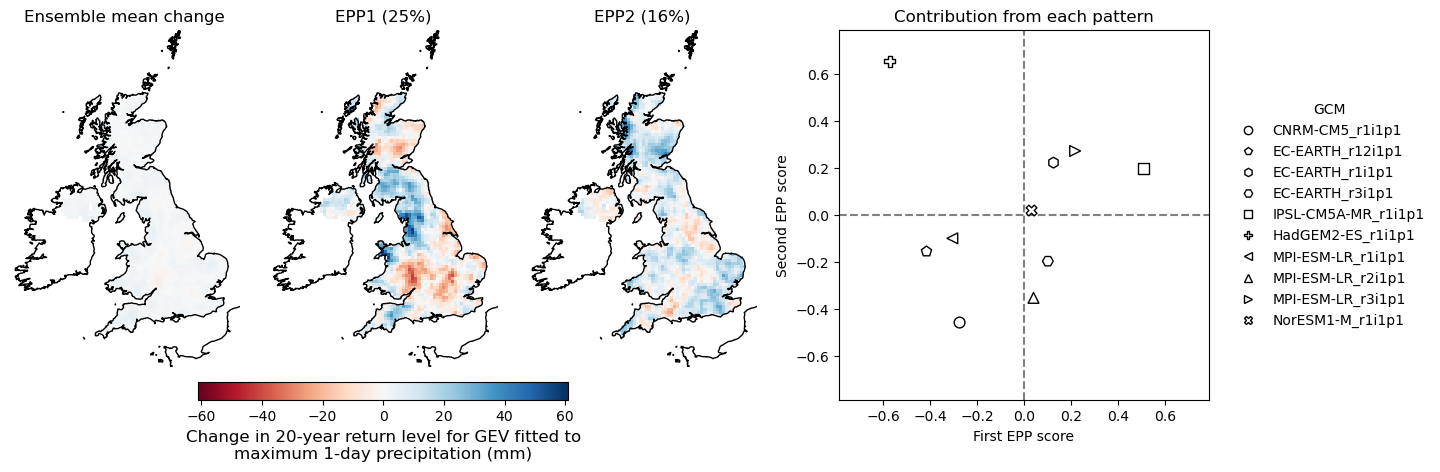 Ensemble mean change
EPP1 (25%)
EPP2 (16%)
−60 −40 −20 0 20 40 60
Change in 20-year return level for GEV fitted to
maximum 1-day precipitation (mm)
Contribution from each pattern
Second EPP score
0.6
0.4
0.2
0.0
−0.2
−0.4
−0.6
−0.6 −0.4 −0.2 0.0 0.2 0.4 0.6
First EPP score
GCM
CNRM-CM5_r1i1p1
EC-EARTH_r12i1p1
EC-EARTH_r1i1p1
EC-EARTH_r3i1p1
IPSL-CM5A-MR_r1i1p1
HadGEM2-ES_r1i1p1
MPI-ESM-LR_r1i1p1
MPI-ESM-LR_r2i1p1
MPI-ESM-LR_r3i1p1
NorESM1-M_r1i1p1